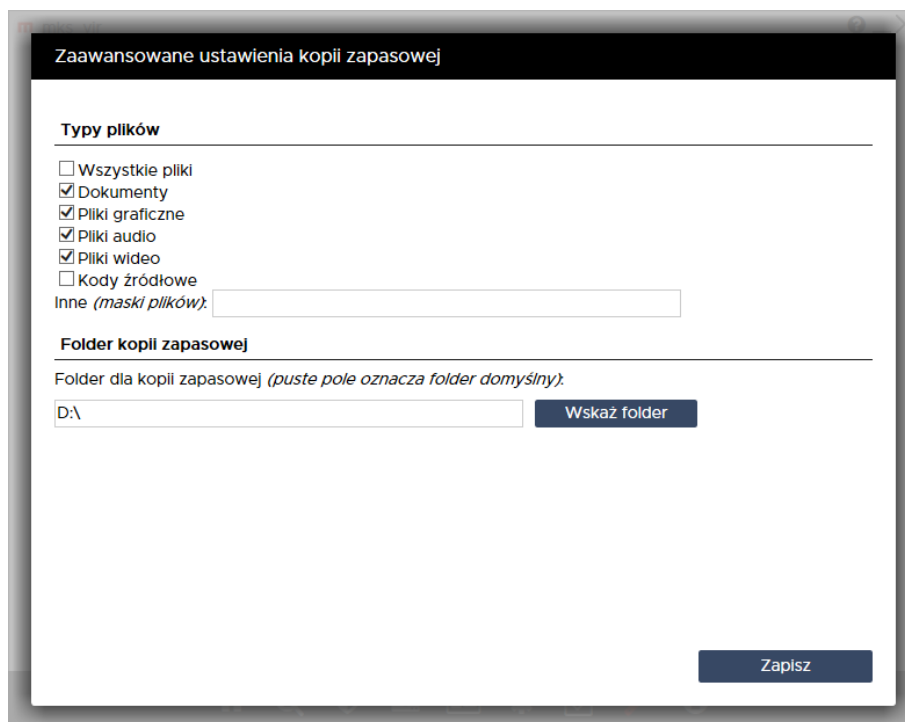 mks_vir
Zaawansowane ustawienia kopii zapasowej
Typy plików
Wszystkie pliki
Dokumenty
Pliki graficzne
Pliki audio
Pliki wideo
Kody źródłowe
Inne (maski plików):
Folder kopii zapasowej
Folder dla kopii zapasowej (puste pole oznacza folder domyślny):
D:\ Wskaż folder
Zapisz